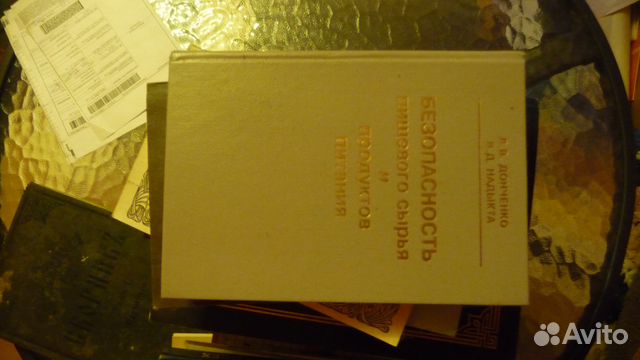 Л. В. ДОНЧЕНКО
В. Д. НАДЫКТА
БЕЗОПАСНОСТЬ
ПИЩЕВОГО СЫРЬЯ
И
ПРОДУКТОВ
ПИТАНИЯ
Avito